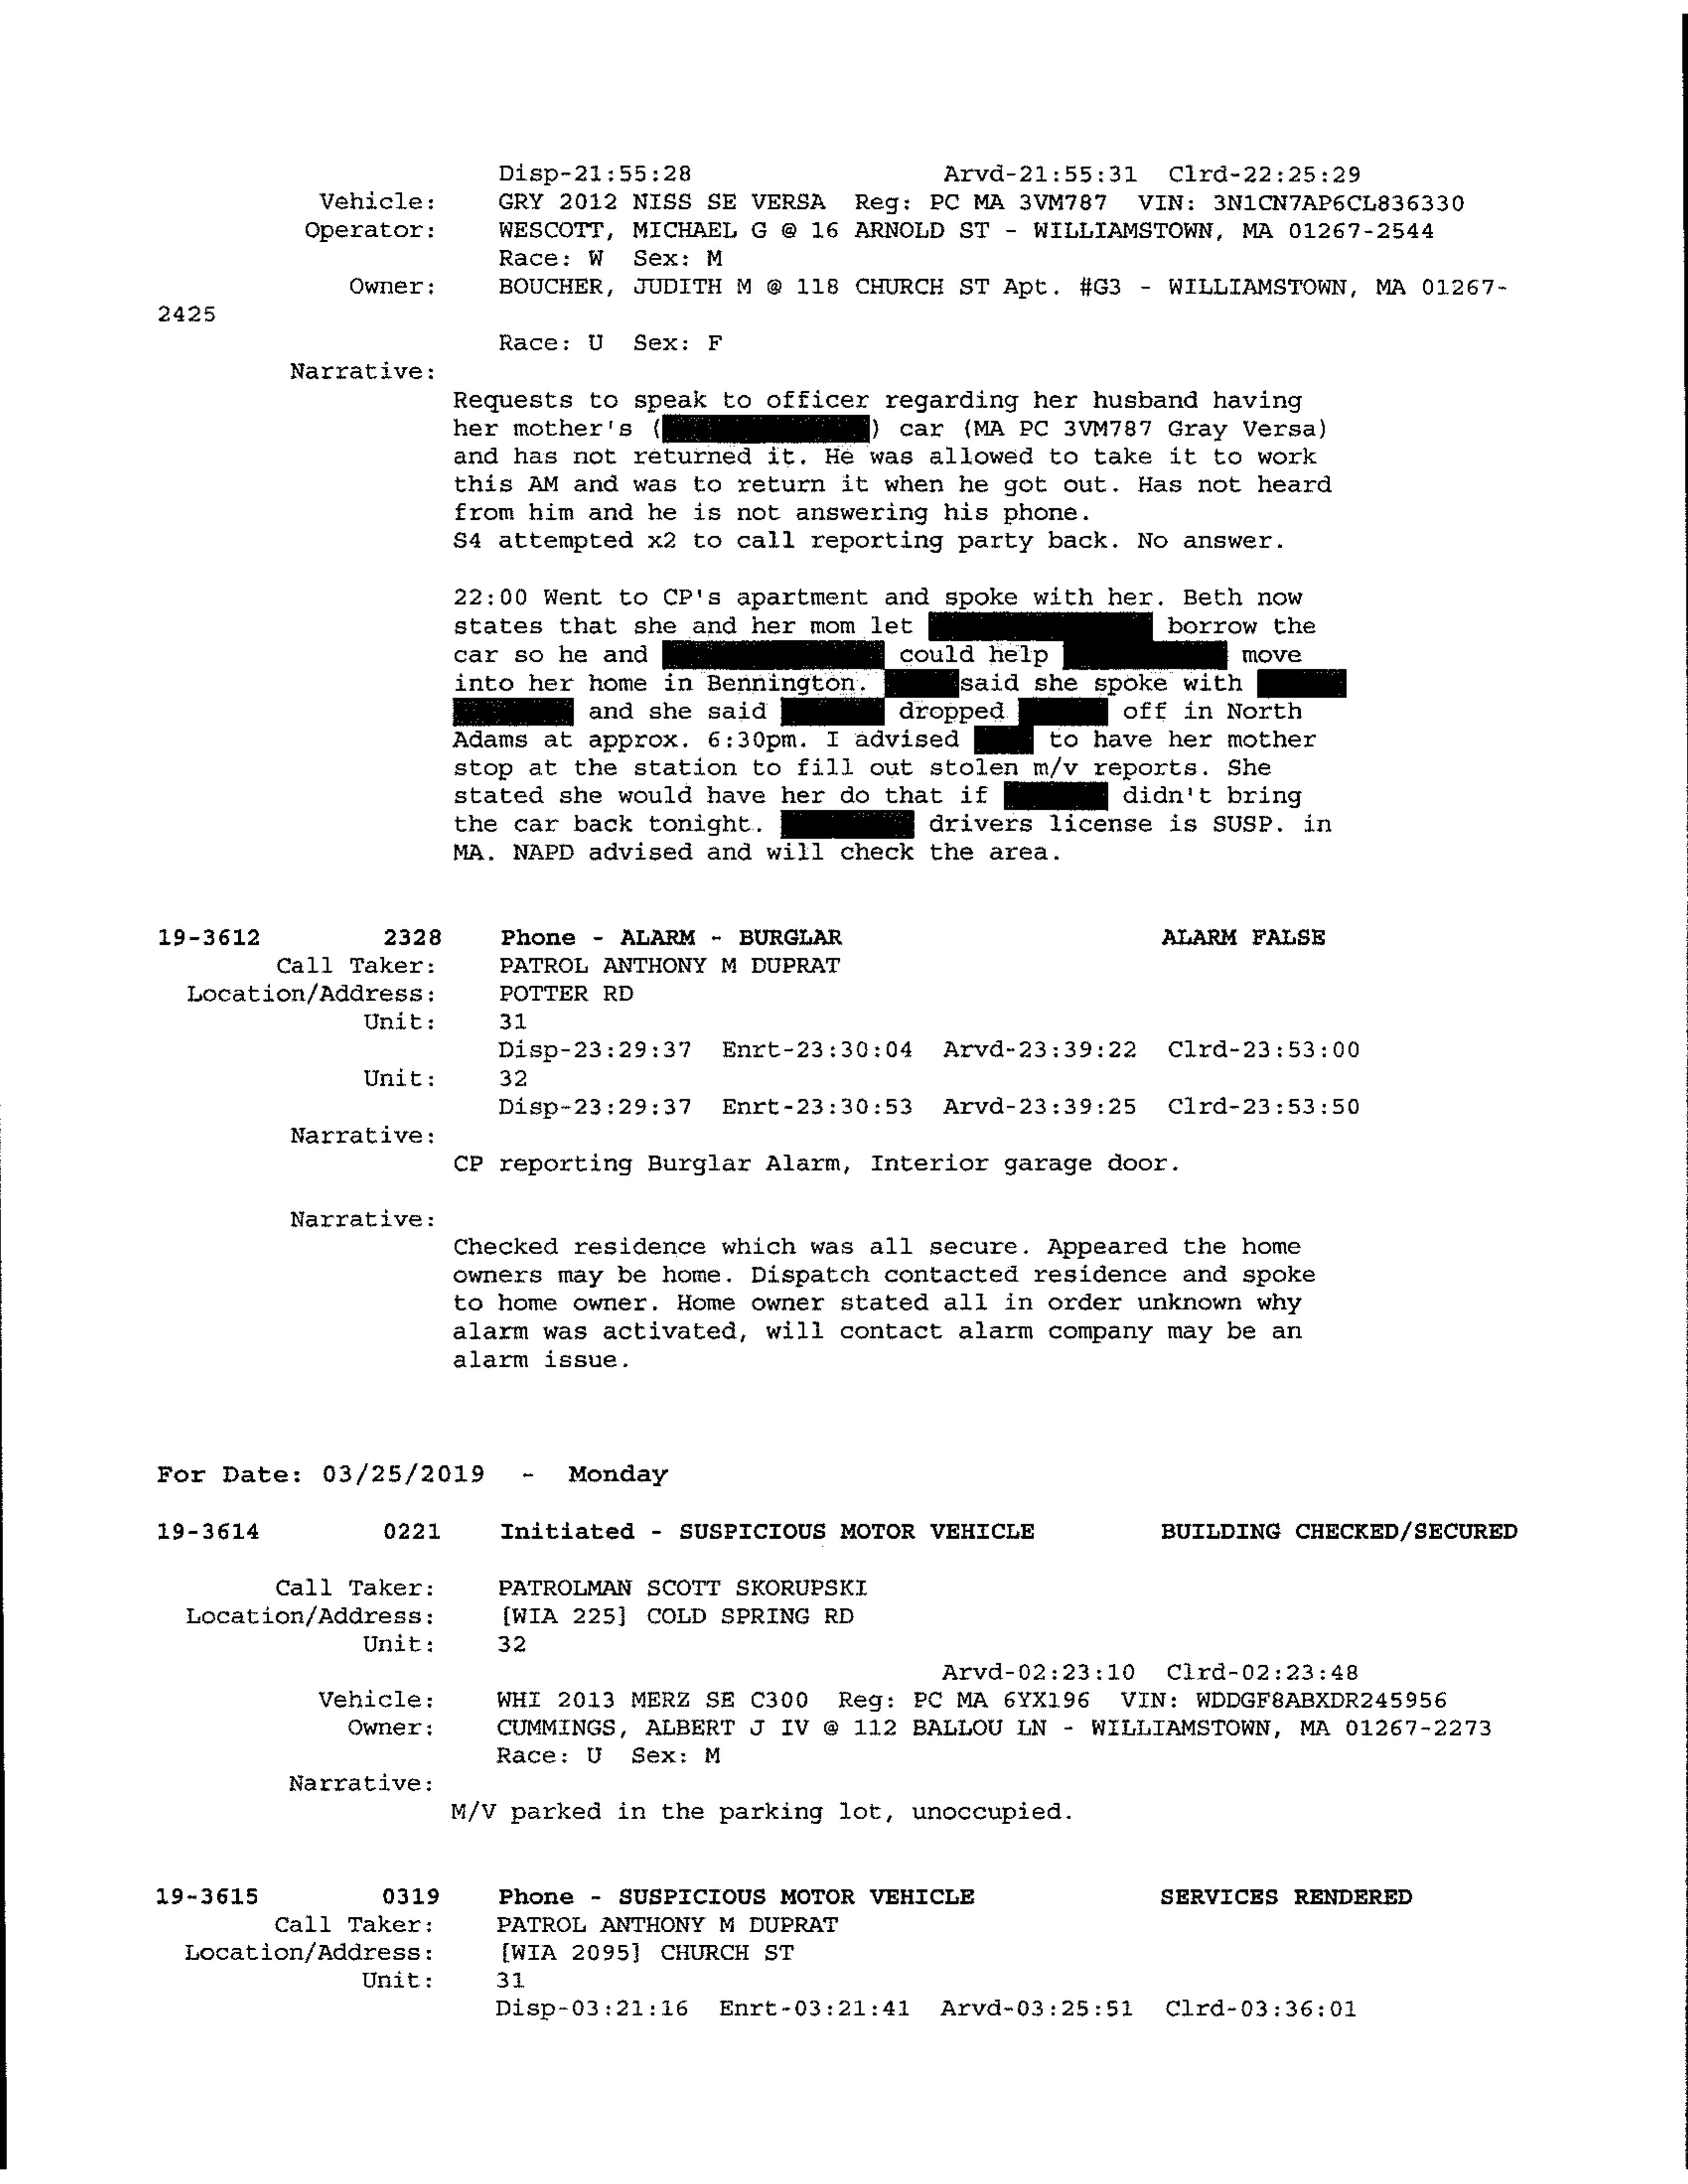 Disp-21:55:28 Arvd-21:55:31 Clrd-22:25:29
Vehicle: GRY 2012 NISS SE VERSA Reg: PC MA 3VM787 VIN: 3N1CN7AP6CL836330
Operator: WESCOTT, MICHAEL G @ 16 ARNOLD ST - WILLIAMSTOWN, MA 01267-2544
Race: W Sex: M
Owner: BOUCHER, JUDITH M @ 118 CHURCH ST Apt. #G3 - WILLIAMSTOWN, MA 01267-
2425
Race: U Sex: F
Narrative:
Requests to speak to officer regarding her husband having
her mother's ( ) car (MA PC 3VM787 Gray Versa)
and has not returned it. He was allowed to take it to work
this AM and was to return it when he got out. Has not heard
from him and he is not answering his phone.
S4 attempted x2 to call reporting party back. No answer.
22:00 Went to CP's apartment and spoke with her. Beth now
states that she and her mom let borrow the
car so he and could help move
into her home in Bennington. said she spoke with
and she said dropped off in North
Adams at approx. 6:30pm. I advised to have her mother
stop at the station to fill out stolen m/v reports. She
stated she would have her do that if didn't bring
the car back tonight. drivers license is SUSP. in
MA. NAPD advised and will check the area.
19-3612 2328 Phone - ALARM - BURGLAR ALARM FALSE
Call Taker: PATROL ANTHONY M DUPRAT
Location/Address: POTTER RD
Unit: 31
Disp-23:29:37 Enrt-23:30:04 Arvd-23:39:22 Clrd-23:53:00
Unit: 32
Disp-23:29:37 Enrt-23:30:53 Arvd-23:39:25 Clrd-23:53:50
Narrative:
CP reporting Burglar Alarm, Interior garage door.
Narrative:
Checked residence which was all secure. Appeared the home
owners may be home. Dispatch contacted residence and spoke
to home owner. Home owner stated all in order unknown why
alarm was activated, will contact alarm company may be an
alarm issue.
For Date: 03/25/2019 - Monday
19-3614 0221 Initiated - SUSPICIOUS MOTOR VEHICLE BUILDING CHECKED/SECURED
Call Taker: PATROLMAN SCOTT SKORUPSKI
Location/Address: [WIA 225] COLD SPRING RD
Unit: 32
Arvd-02:23:10 Clrd-02:23:48
Vehicle: WHI 2013 MERZ SE C300 Reg: PC MA 6YX196 VIN: WDDGF8ABXDR245956
Owner: CUMMINGS, ALBERT J IV @ 112 BALLOU LN - WILLIAMSTOWN, MA 01267-2273
Race: U Sex: M
Narrative:
M/V parked in the parking lot, unoccupied.
19-3615 0319 Phone - SUSPICIOUS MOTOR VEHICLE SERVICES RENDERED
Call Taker: PATROL ANTHONY M DUPRAT
Location/Address: [WIA 2095] CHURCH ST
Unit: 31
Disp-03:21:16 Enrt-03:21:41 Arvd-03:25:51 Clrd-03:36:01